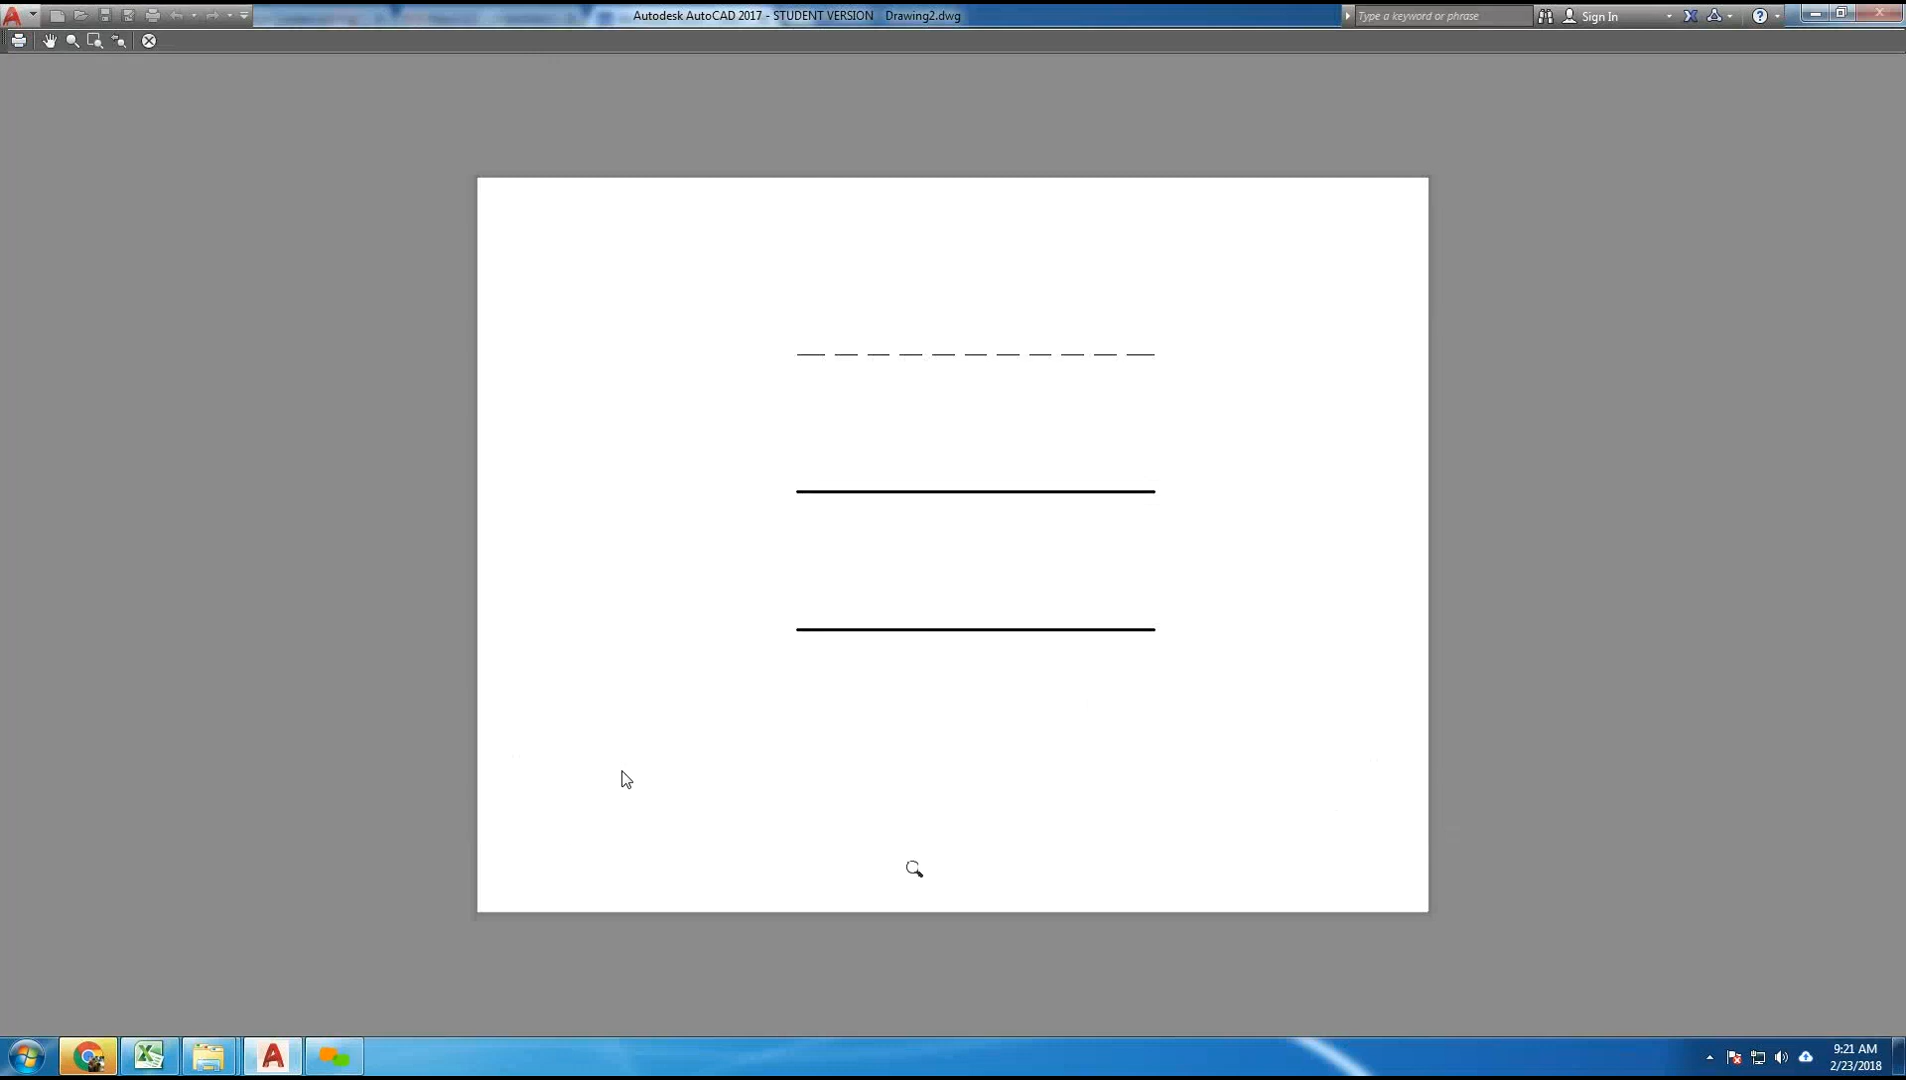 Autodesk AutoCAD 2017 - STUDENT VERSION Drawing2.dwg
Type a keyword or phrase
Sign In
9:21 AM
2/23/2018